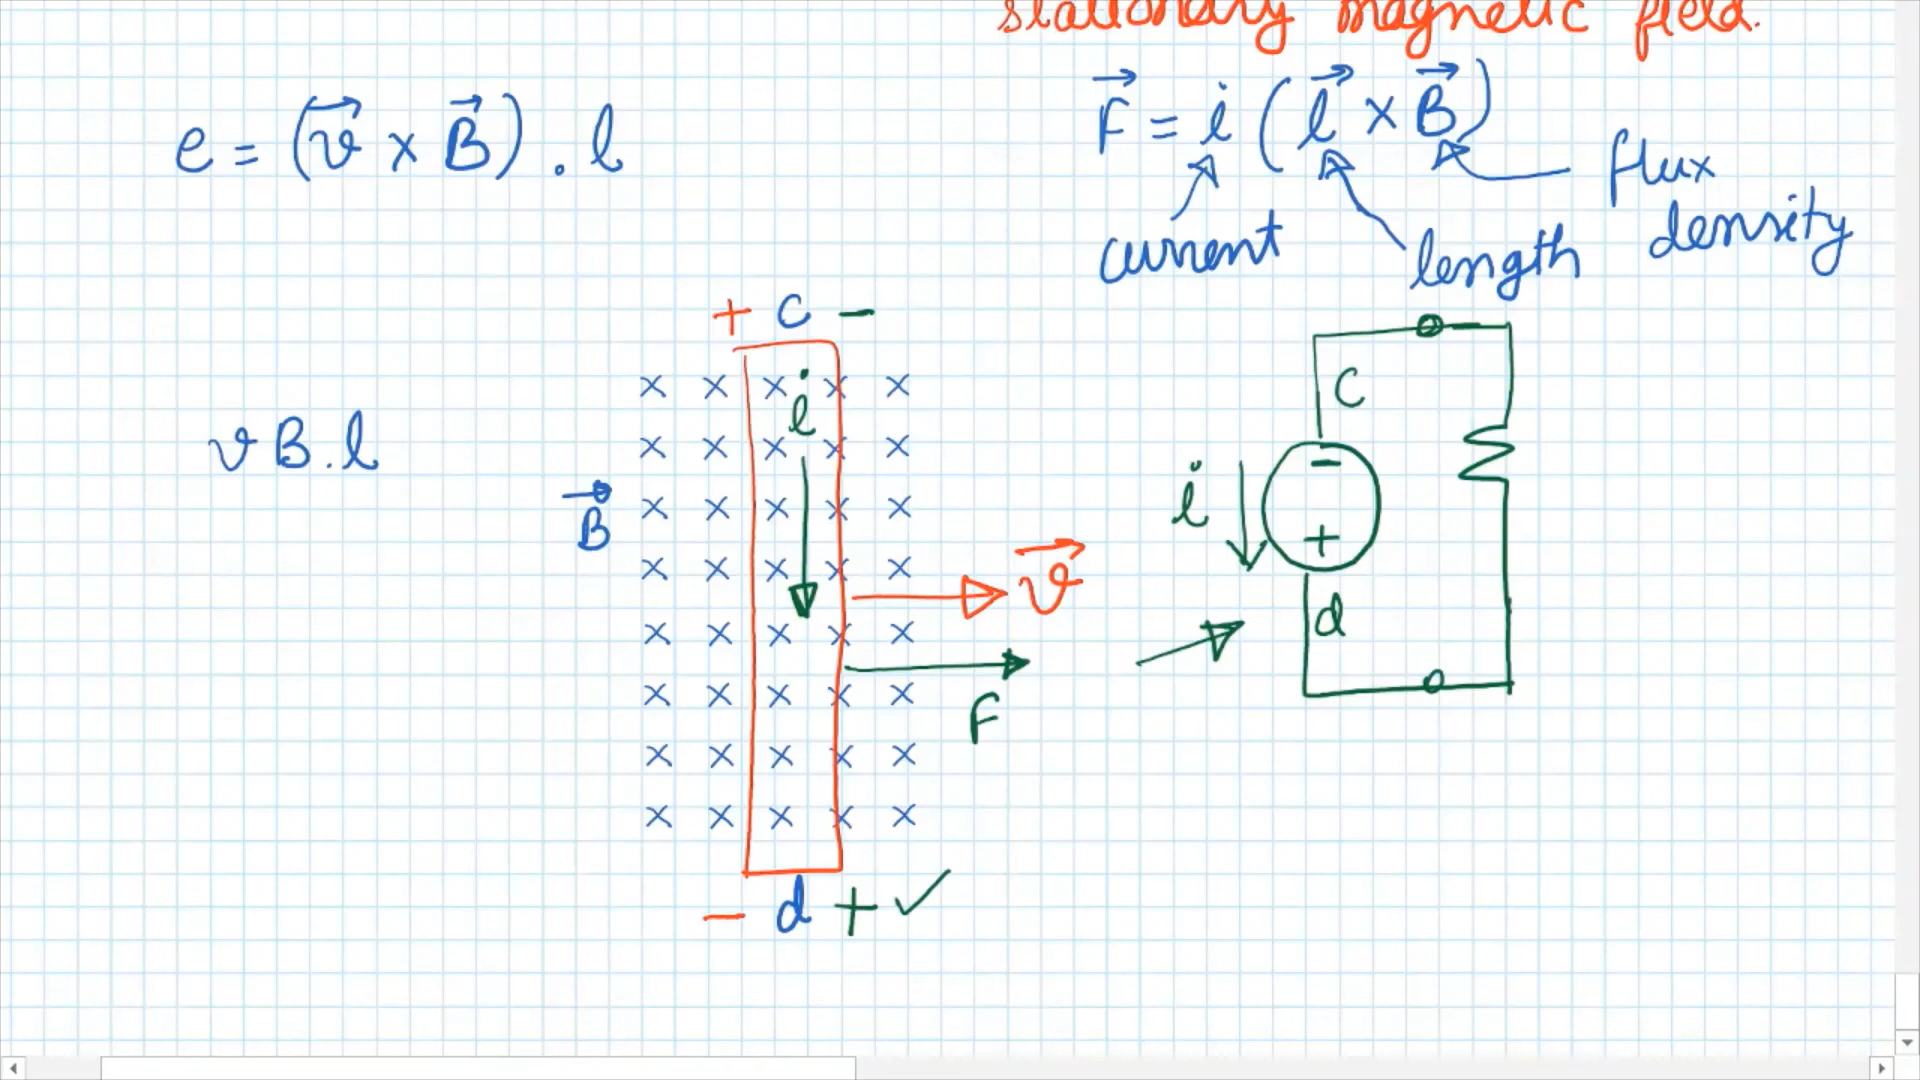 stationary magnetic field.
e = (v⃗ x B⃗) . l
F⃗ = i (l⃗ x B⃗)
flux
density
current
length
+ c -
i
v B . l
B⃗
v⃗
F
- d + ✓
C
-
i
+
d